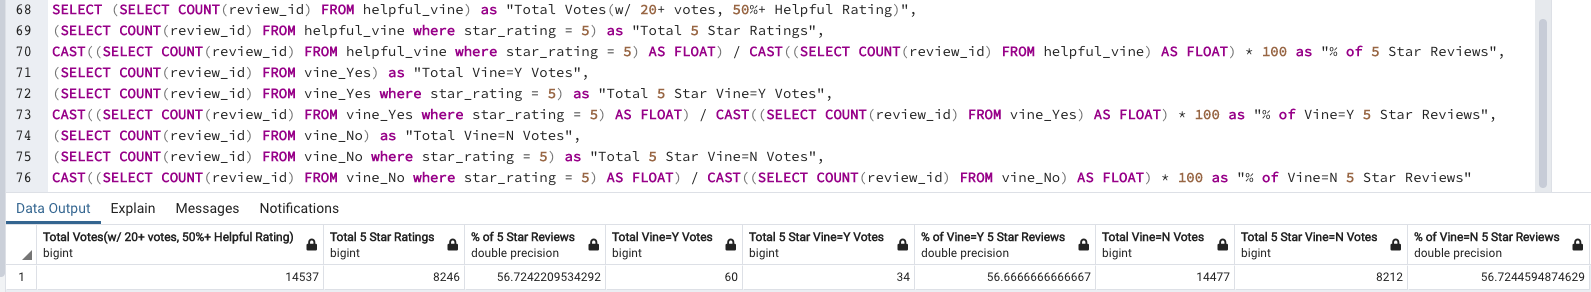 68 SELECT (SELECT COUNT(review_id) FROM helpful_vine) as "Total Votes(w/ 20+ votes, 50%+ Helpful Rating)",
69 (SELECT COUNT(review_id) FROM helpful_vine where star_rating = 5) as "Total 5 Star Ratings",
70 CAST((SELECT COUNT(review_id) FROM helpful_vine where star_rating = 5) AS FLOAT) / CAST((SELECT COUNT(review_id) FROM helpful_vine) AS FLOAT) * 100 as "% of 5 Star Reviews",
71 (SELECT COUNT(review_id) FROM vine_Yes) as "Total Vine=Y Votes",
72 (SELECT COUNT(review_id) FROM vine_Yes where star_rating = 5) as "Total 5 Star Vine=Y Votes",
73 CAST((SELECT COUNT(review_id) FROM vine_Yes where star_rating = 5) AS FLOAT) / CAST((SELECT COUNT(review_id) FROM vine_Yes) AS FLOAT) * 100 as "% of Vine=Y 5 Star Reviews",
74 (SELECT COUNT(review_id) FROM vine_No) as "Total Vine=N Votes",
75 (SELECT COUNT(review_id) FROM vine_No where star_rating = 5) as "Total 5 Star Vine=N Votes",
76 CAST((SELECT COUNT(review_id) FROM vine_No where star_rating = 5) AS FLOAT) / CAST((SELECT COUNT(review_id) FROM vine_No) AS FLOAT) * 100 as "% of Vine=N 5 Star Reviews"
Data Output Explain Messages Notifications
Total Votes(w/ 20+ votes, 50%+ Helpful Rating) Total 5 Star Ratings % of 5 Star Reviews Total Vine=Y Votes Total 5 Star Vine=Y Votes % of Vine=Y 5 Star Reviews Total Vine=N Votes Total 5 Star Vine=N Votes % of Vine=N 5 Star Reviews
bigint bigint double precision bigint bigint double precision bigint bigint double precision
1 14537 8246 56.7242209534292 60 34 56.6666666666667 14477 8212 56.7244594874629